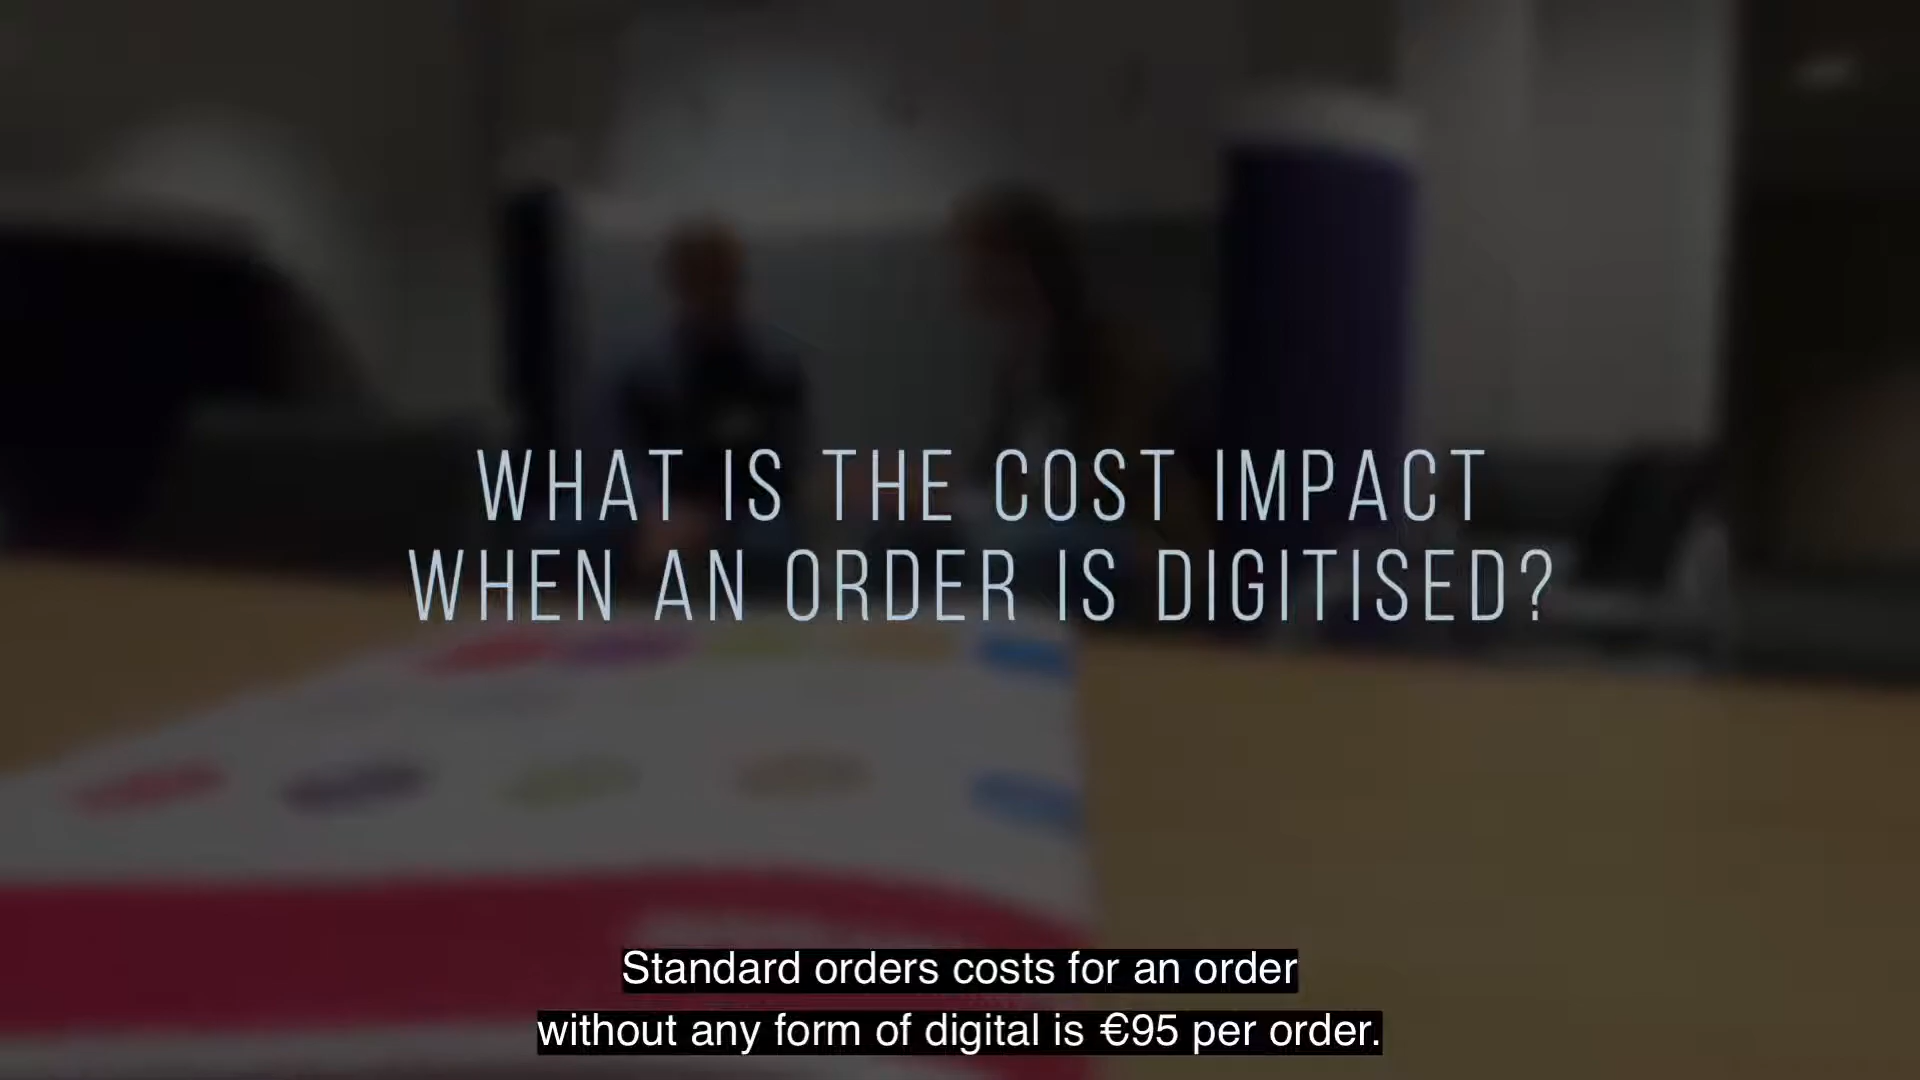 WHAT IS THE COST IMPACT
WHEN AN ORDER IS DIGITISED?
Standard orders costs for an order
without any form of digital is €95 per order.